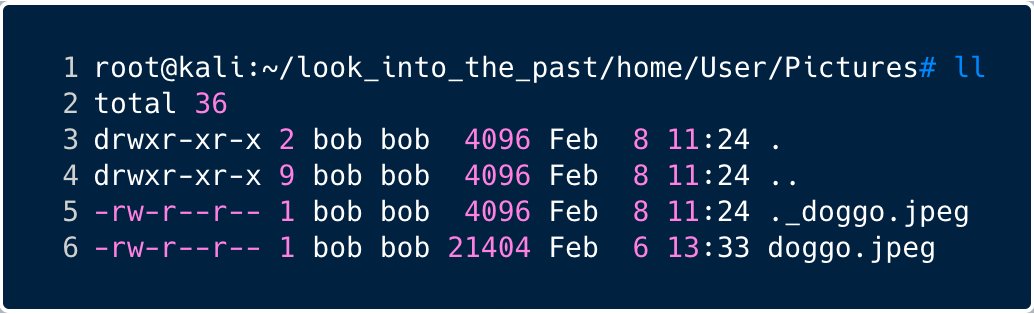 1 root@kali:~/look_into_the_past/home/User/Pictures# ll
2 total 36
3 drwxr-xr-x 2 bob bob  4096 Feb  8 11:24 .
4 drwxr-xr-x 9 bob bob  4096 Feb  8 11:24 ..
5 -rw-r--r-- 1 bob bob  4096 Feb  8 11:24 ._doggo.jpeg
6 -rw-r--r-- 1 bob bob 21404 Feb  6 13:33 doggo.jpeg